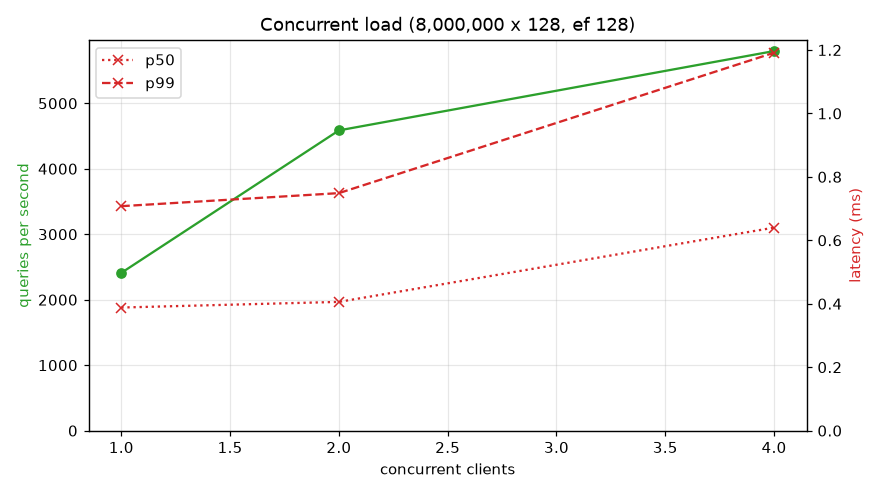 Concurrent load (8,000,000 x 128, ef 128)
p50
p99
queries per second
5000
4000
3000
2000
1000
0
1.2
1.0
0.8
0.6
0.4
0.2
0.0
latency (ms)
1.0 1.5 2.0 2.5 3.0 3.5 4.0
concurrent clients